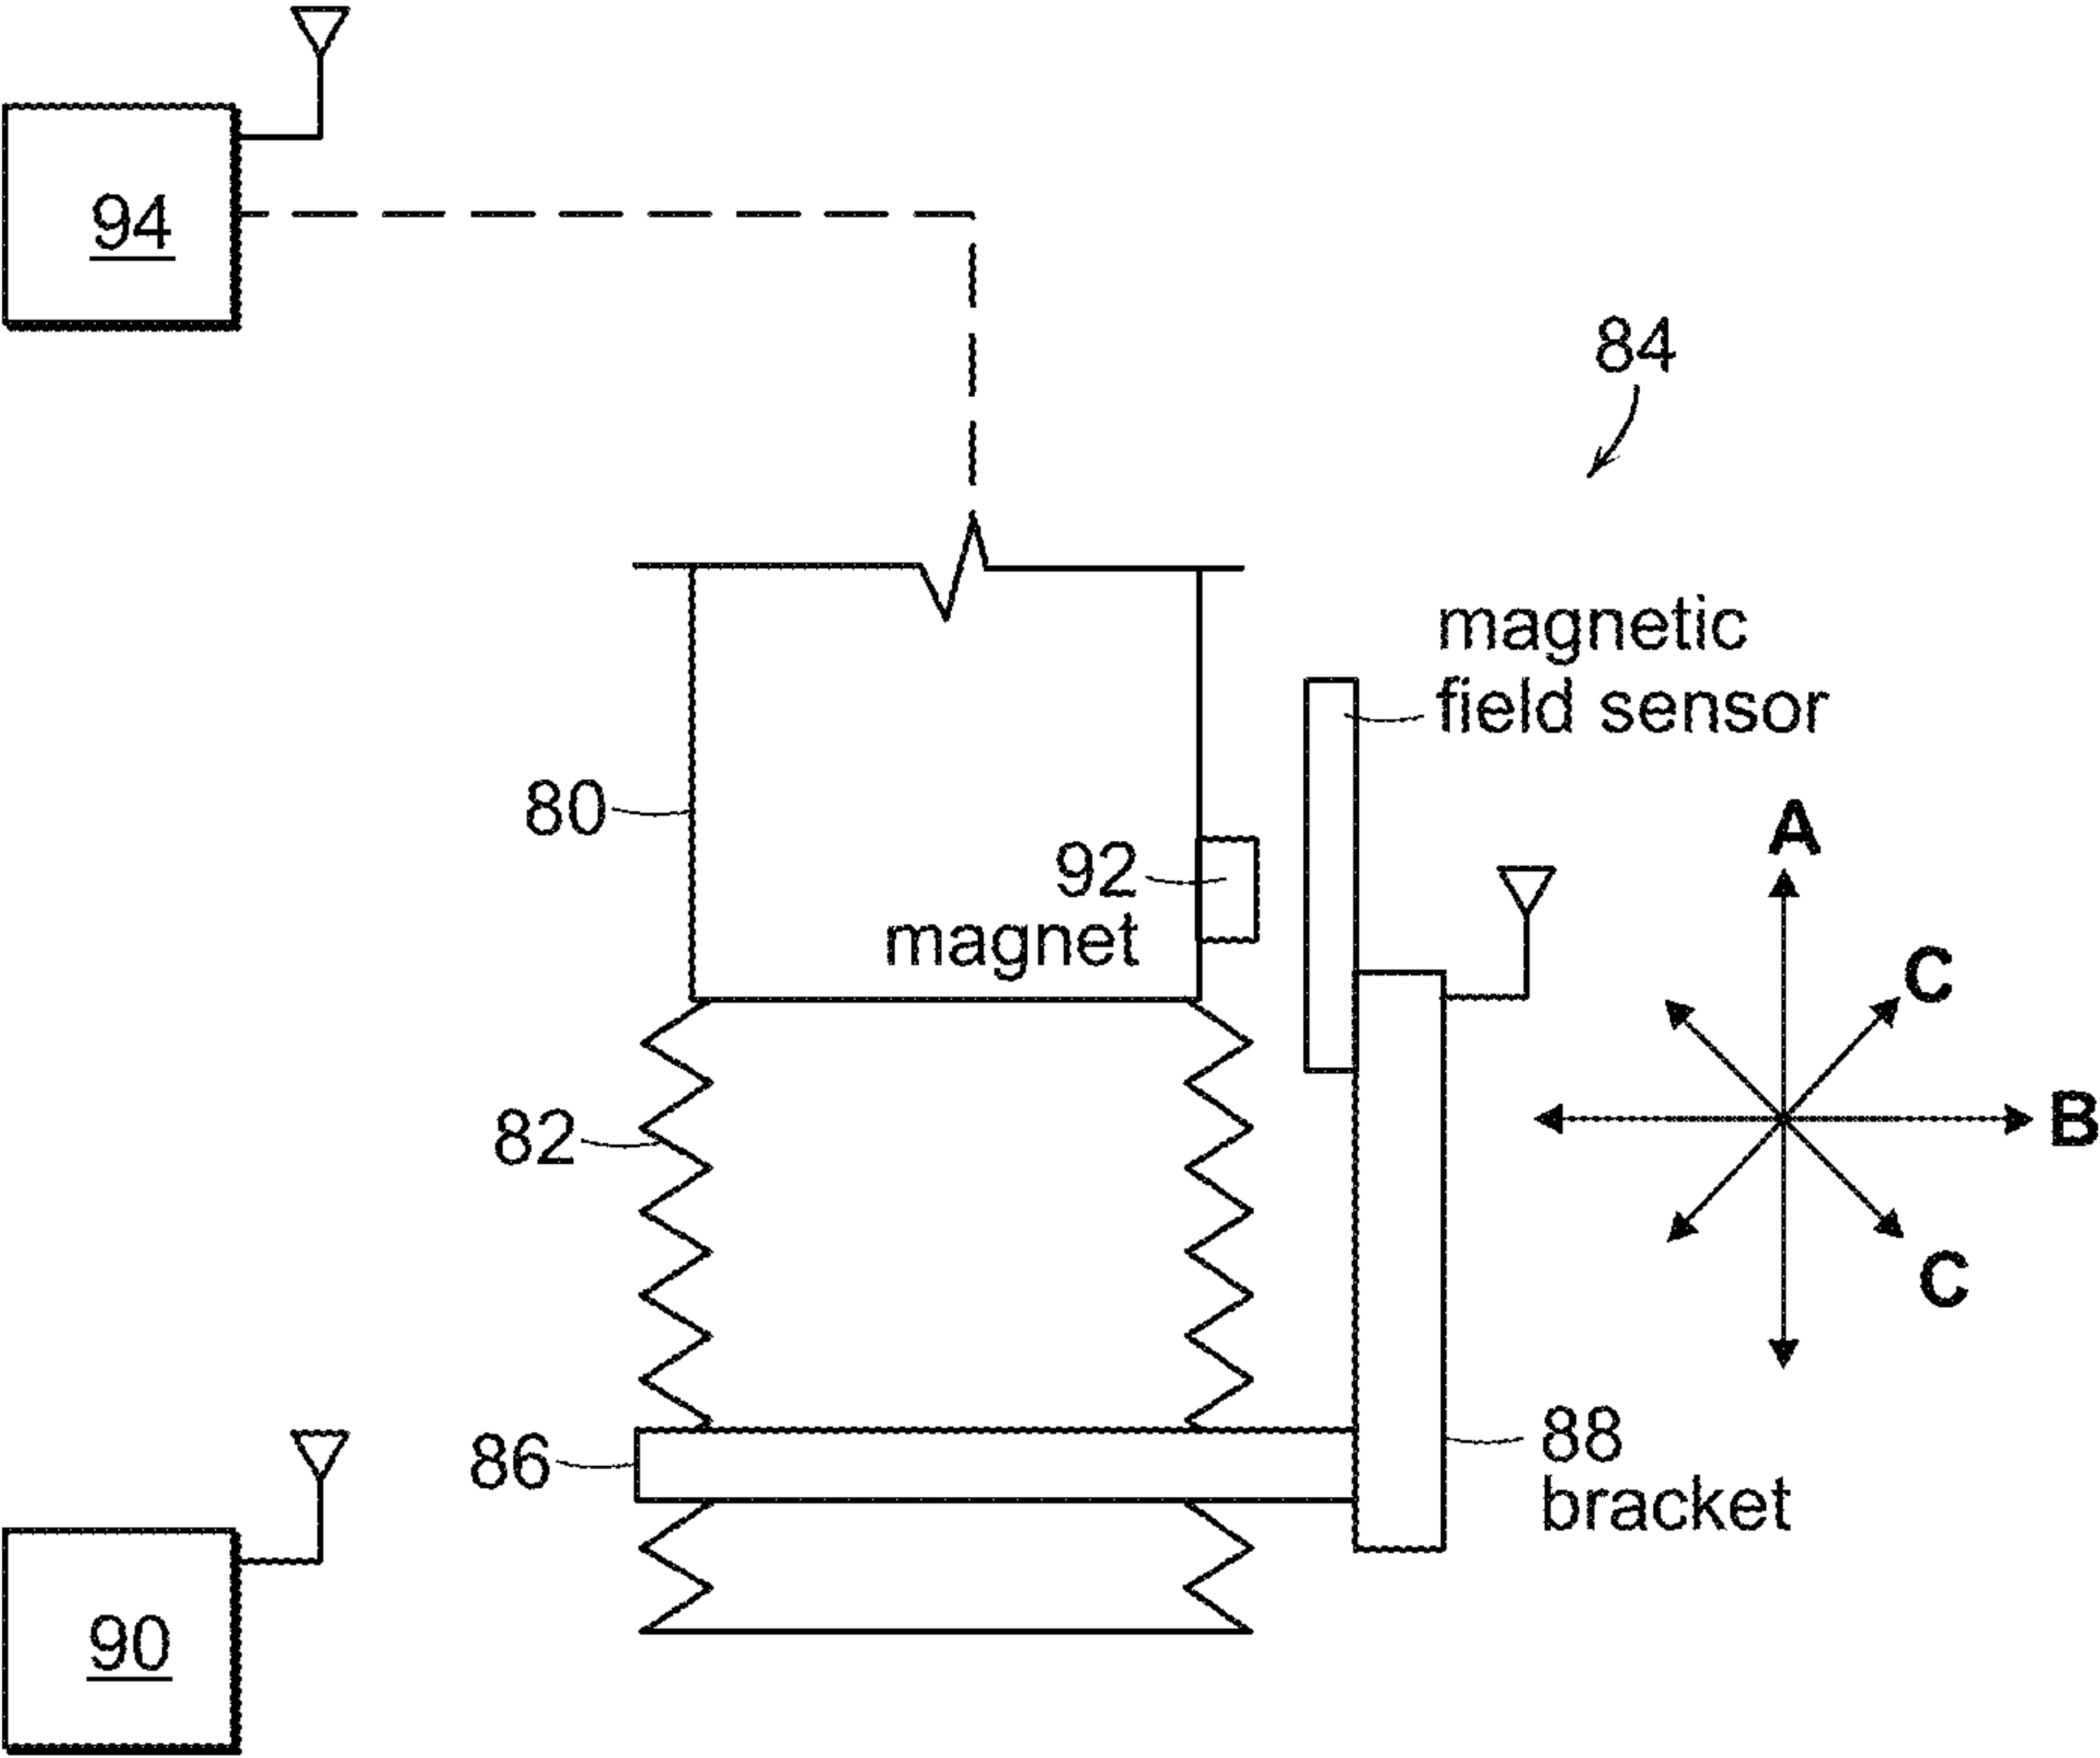 94
84
magnetic
field sensor
80
92
magnet
A
C
B
C
82
86
88
bracket
90